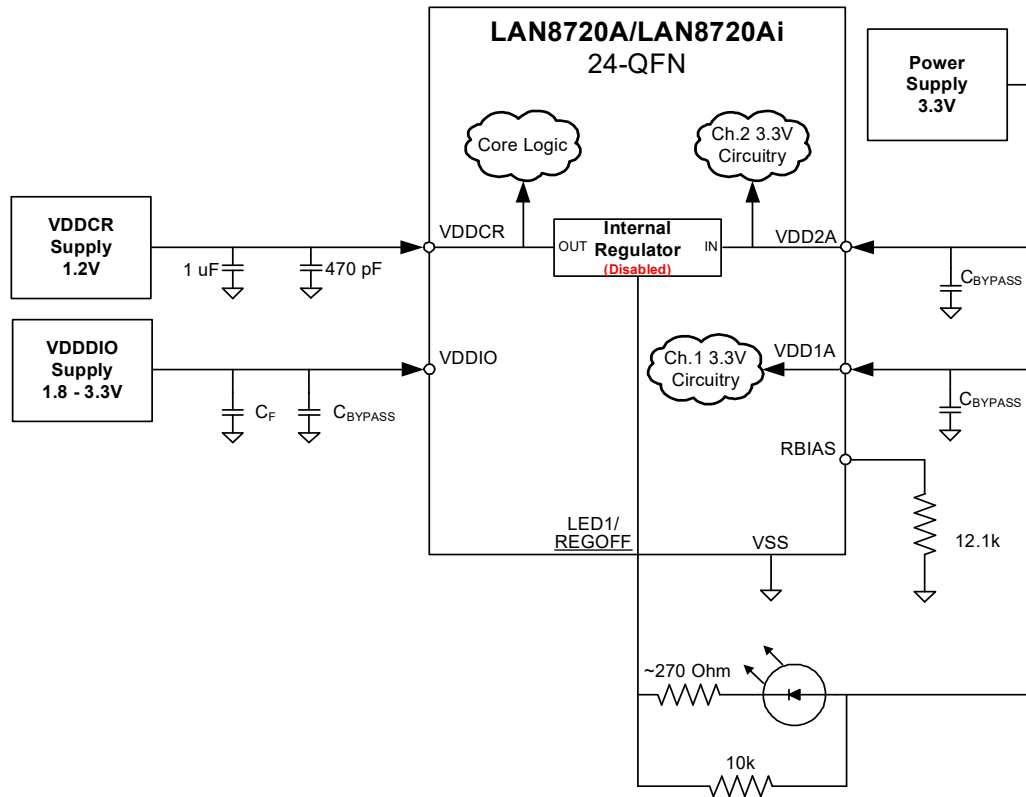 LAN8720A/LAN8720Ai
24-QFN
Power
Supply
3.3V
Core Logic
Ch.2 3.3V
Circuitry
VDDCR
Supply
1.2V
VDDCR
OUT
Internal
Regulator
(Disabled)
IN
VDD2A
1 uF
470 pF
CBYPASS
VDDDIO
Supply
1.8 - 3.3V
VDDIO
Ch.1 3.3V
Circuitry
VDD1A
CF
CBYPASS
CBYPASS
RBIAS
12.1k
LED1/
REGOFF
VSS
~270 Ohm
10k